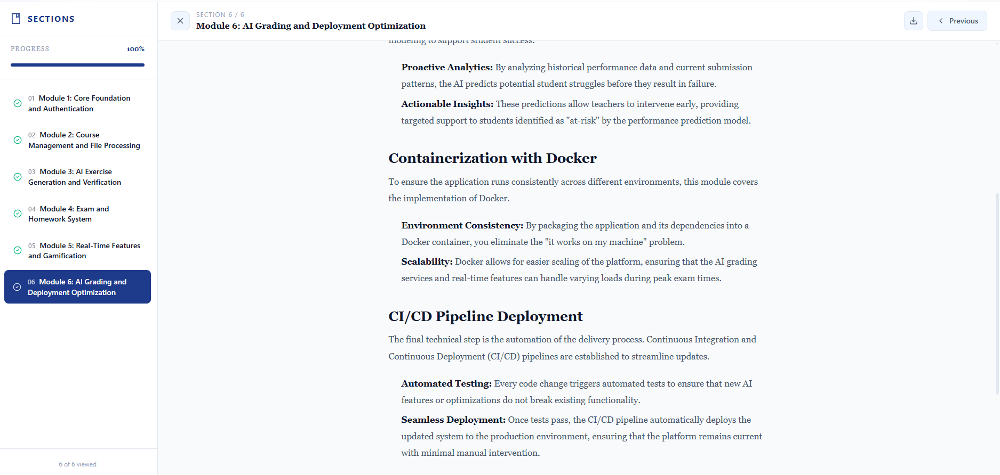 SECTIONS
PROGRESS
100%
01 Module 1: Core Foundation
and Authentication
02 Module 2: Course
Management and File Processing
03 Module 3: AI Exercise
Generation and Verification
04 Module 4: Exam and
Homework System
05 Module 5: Real-Time Features
and Gamification
06 Module 6: AI Grading and
Deployment Optimization
6 of 6 viewed
SECTION 6 / 6
Module 6: AI Grading and Deployment Optimization
Previous
modeling to support student success.
Proactive Analytics: By analyzing historical performance data and current submission
patterns, the AI predicts potential student struggles before they result in failure.
Actionable Insights: These predictions allow teachers to intervene early, providing
targeted support to students identified as "at-risk" by the performance prediction model.
Containerization with Docker
To ensure the application runs consistently across different environments, this module covers
the implementation of Docker.
Environment Consistency: By packaging the application and its dependencies into a
Docker container, you eliminate the "it works on my machine" problem.
Scalability: Docker allows for easier scaling of the platform, ensuring that the AI grading
services and real-time features can handle varying loads during peak exam times.
CI/CD Pipeline Deployment
The final technical step is the automation of the delivery process. Continuous Integration and
Continuous Deployment (CI/CD) pipelines are established to streamline updates.
Automated Testing: Every code change triggers automated tests to ensure that new AI
features or optimizations do not break existing functionality.
Seamless Deployment: Once tests pass, the CI/CD pipeline automatically deploys the
updated system to the production environment, ensuring that the platform remains current
with minimal manual intervention.